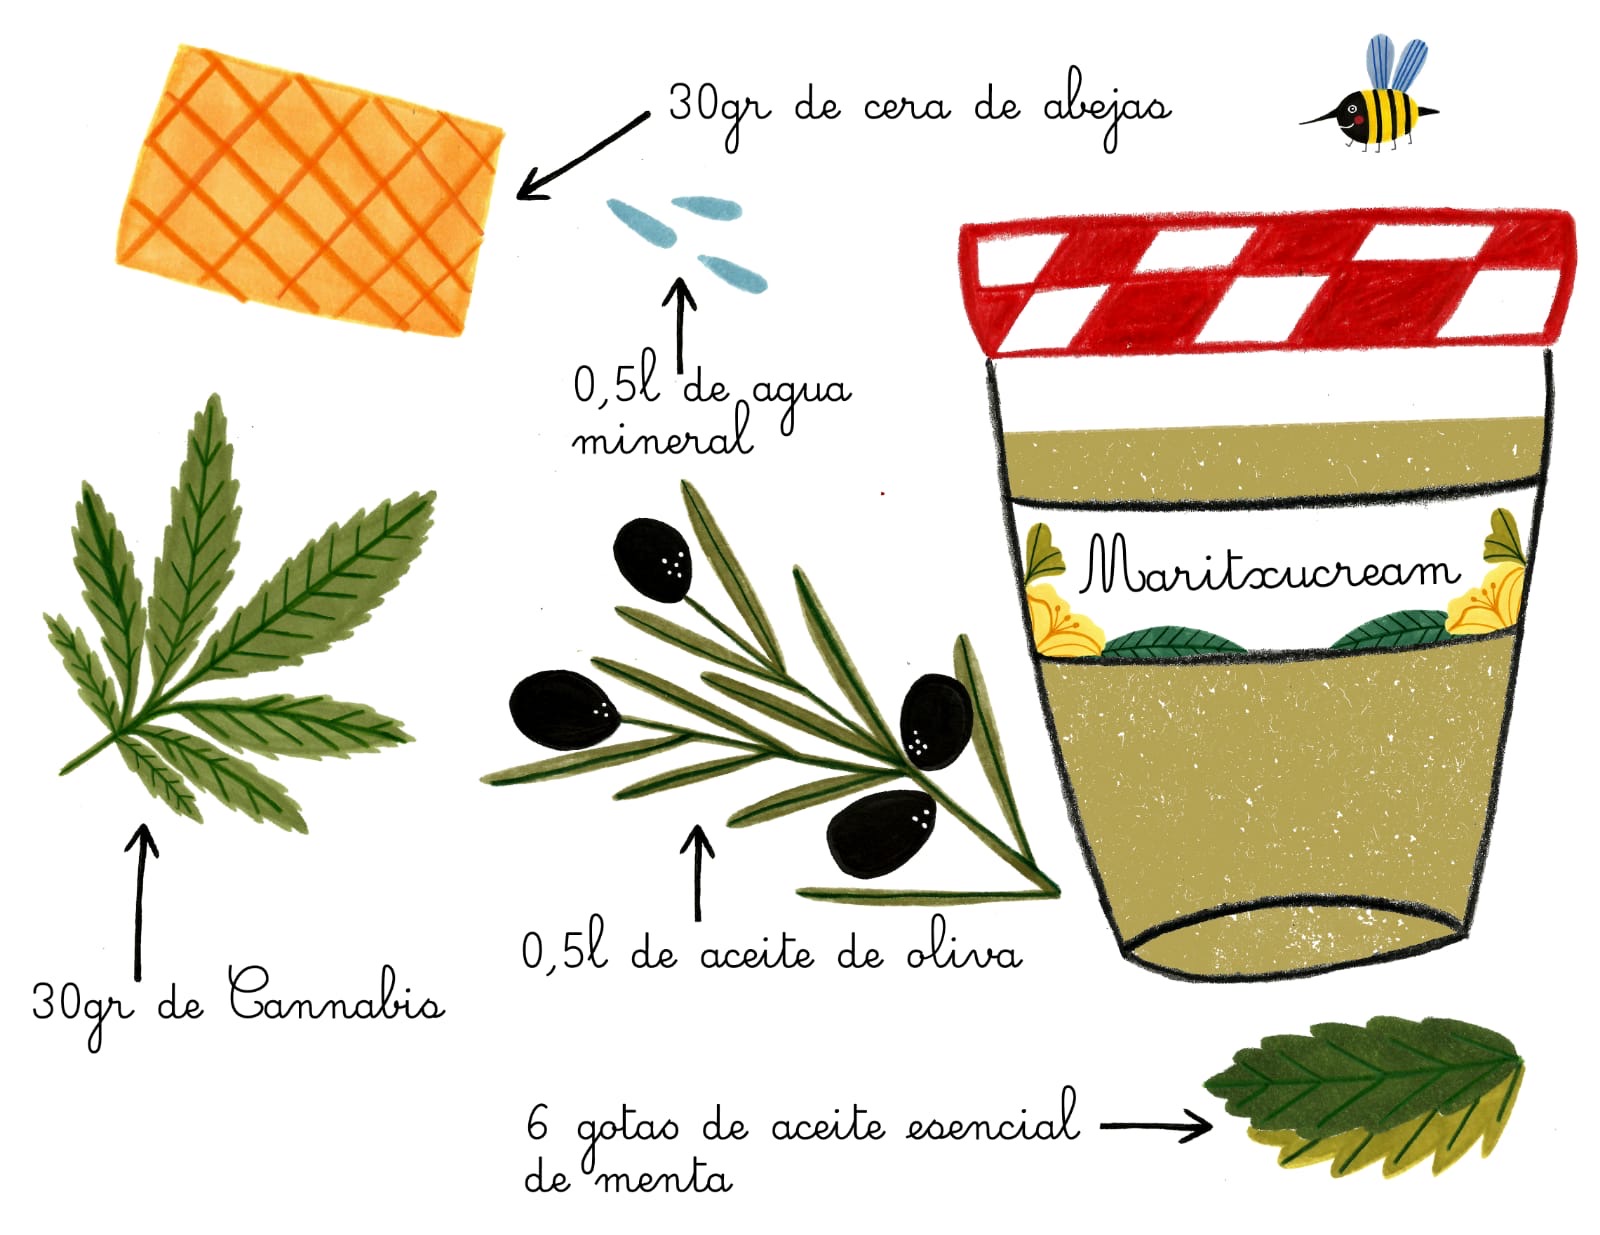 30gr de cera de abejas
0,5l de agua
mineral
Maritxucream
0,5l de aceite de oliva
30gr de Cannabis
6 gotas de aceite esencial
de menta